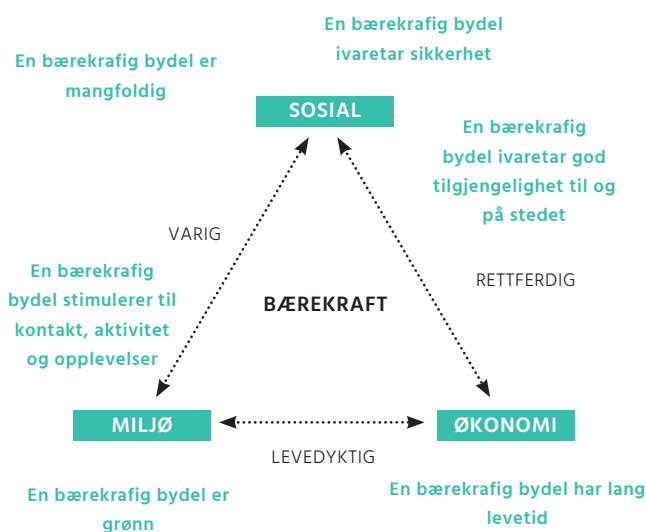 En bærekrafig bydel
ivaretar sikkerhet
En bærekrafig bydel er
mangfoldig
SOSIAL
En bærekrafig
bydel ivaretar god
tilgjengelighet til og
på stedet
VARIG
En bærekrafig
bydel stimulerer til
kontakt, aktivitet
og opplevelser
RETTFERDIG
BÆREKRAFT
MILJØ
ØKONOMI
LEVEDYKTIG
En bærekrafig bydel er
grønn
En bærekrafig bydel har lang
levetid